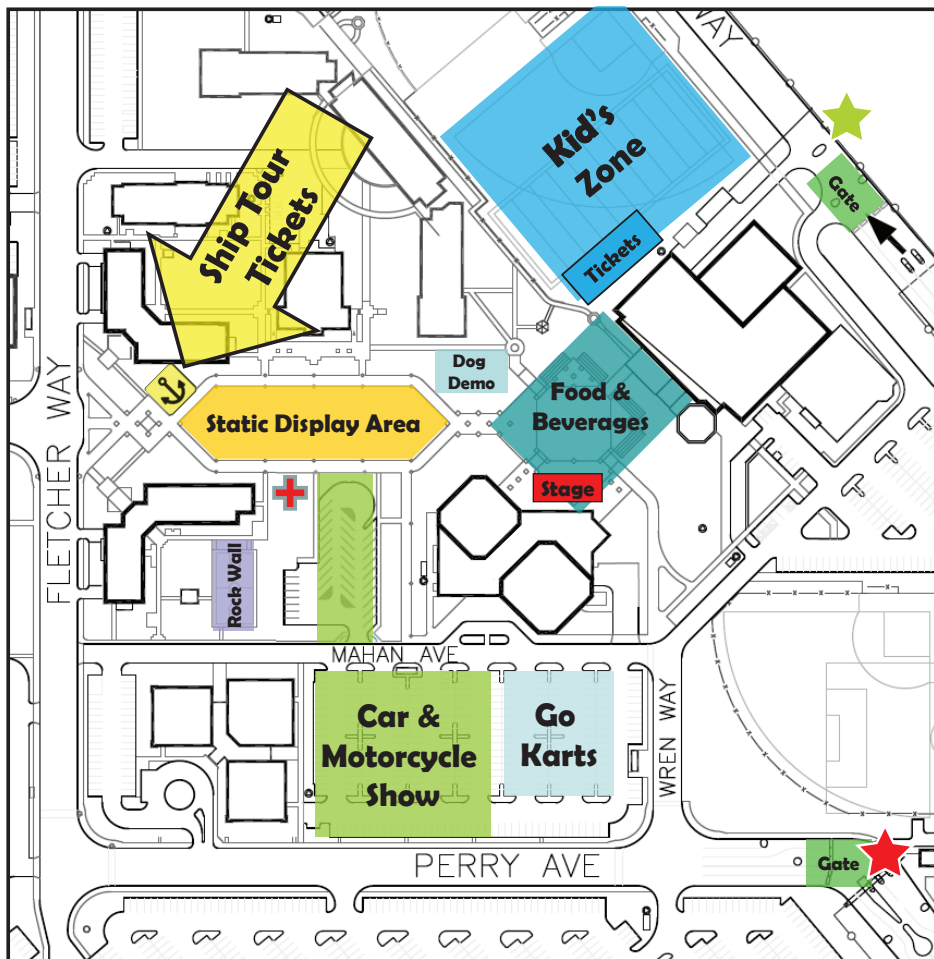 WAY
Kid's
Zone
Gate
Ship Tour
Tickets
Tickets
Dog
Demo
Food &
Beverages
Static Display Area
Stage
FLETCHER WAY
Rock Wall
MAHAN AVE
Car &
Motorcycle
Show
Go
Karts
WREN WAY
PERRY AVE
Gate